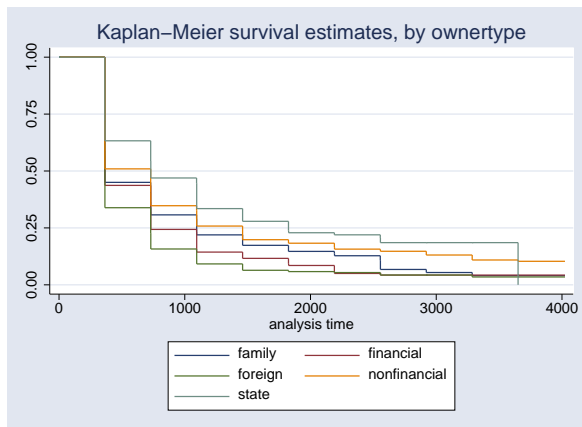 Kaplan−Meier survival estimates, by ownertype
1.00
0.75
0.50
0.25
0.00
0 1000 2000 3000 4000
analysis time
family financial
foreign nonfinancial
state